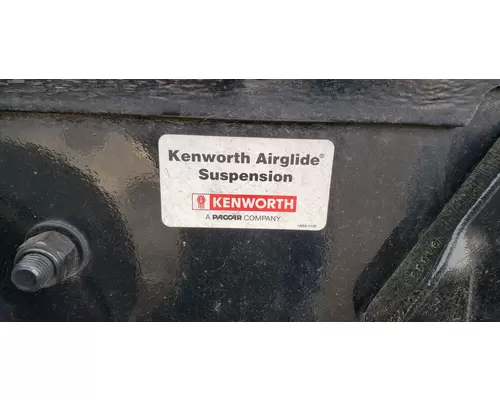 Kenworth Airglide®
Suspension
KENWORTH
A PACCAR COMPANY